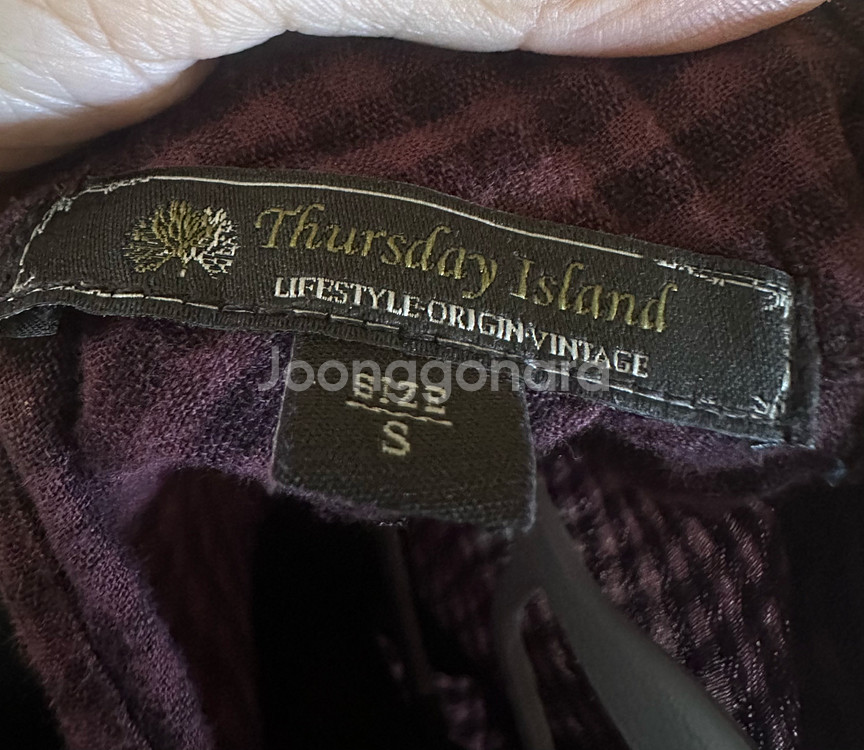 Thursday Island
LIFESTYLE·ORIGIN·VINTAGE
Joonggonara
SIZE
S